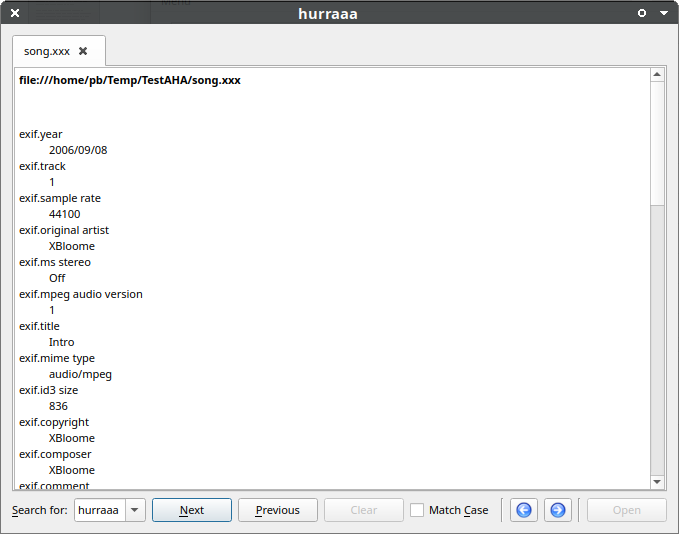 hurraaa
song.xxx
file:///home/pb/Temp/TestAHA/song.xxx
exif.year
2006/09/08
exif.track
1
exif.sample rate
44100
exif.original artist
XBloome
exif.ms stereo
Off
exif.mpeg audio version
1
exif.title
Intro
exif.mime type
audio/mpeg
exif.id3 size
836
exif.copyright
XBloome
exif.composer
XBloome
exif.comment
Search for: hurraaa Next Previous Clear Match Case Open